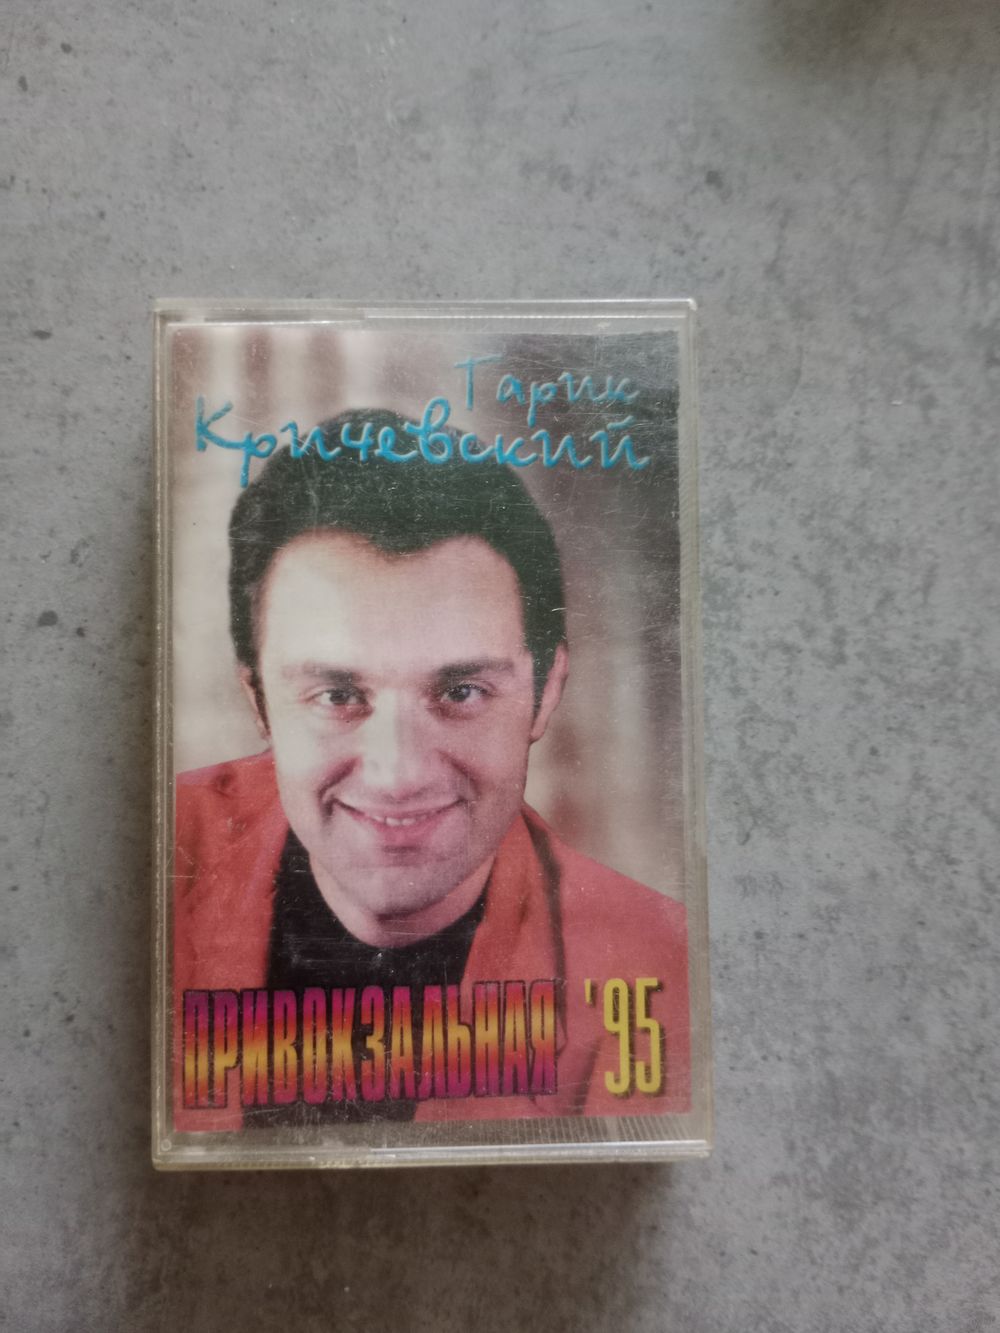 Гарик
Кричевский
ПРИВОКЗАЛЬНАЯ '95